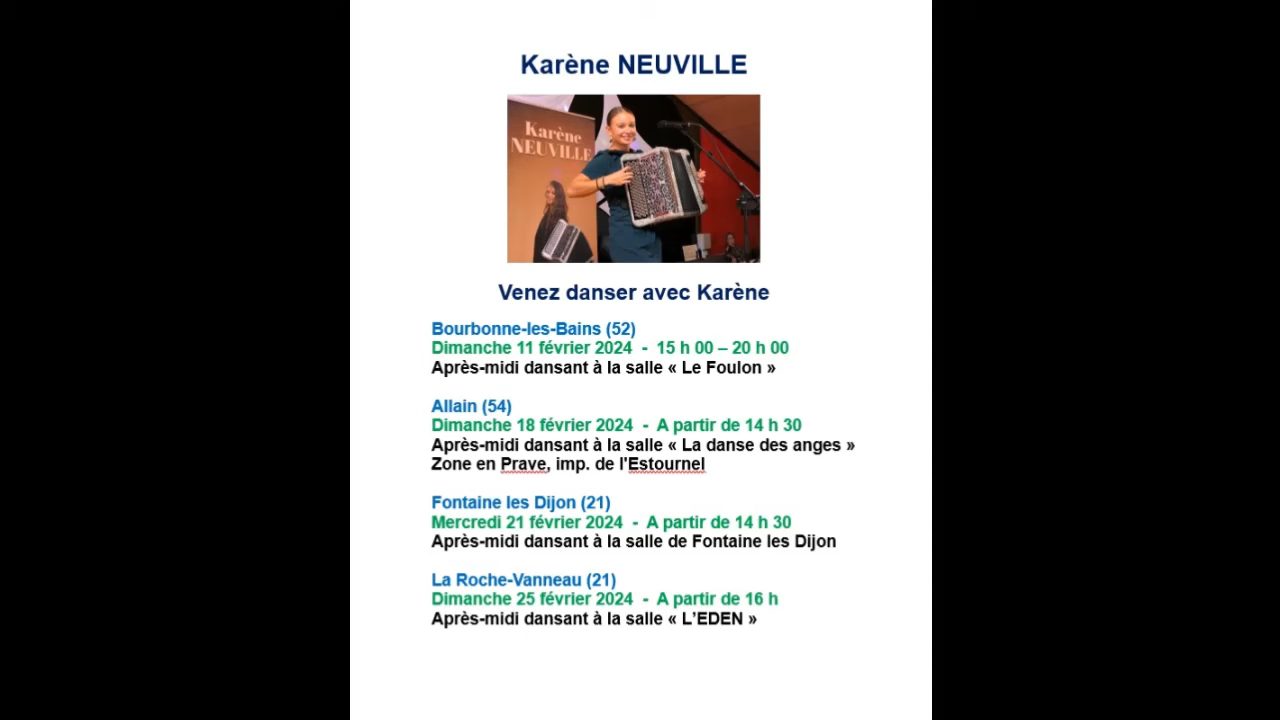 Karène NEUVILLE
Karène
NEUVILLE
Venez danser avec Karène
Bourbonne-les-Bains (52)
Dimanche 11 février 2024 - 15 h 00 – 20 h 00
Après-midi dansant à la salle « Le Foulon »
Allain (54)
Dimanche 18 février 2024 - A partir de 14 h 30
Après-midi dansant à la salle « La danse des anges »
Zone en Prave, imp. de l'Estournel
Fontaine les Dijon (21)
Mercredi 21 février 2024 - A partir de 14 h 30
Après-midi dansant à la salle de Fontaine les Dijon
La Roche-Vanneau (21)
Dimanche 25 février 2024 - A partir de 16 h
Après-midi dansant à la salle « L’EDEN »